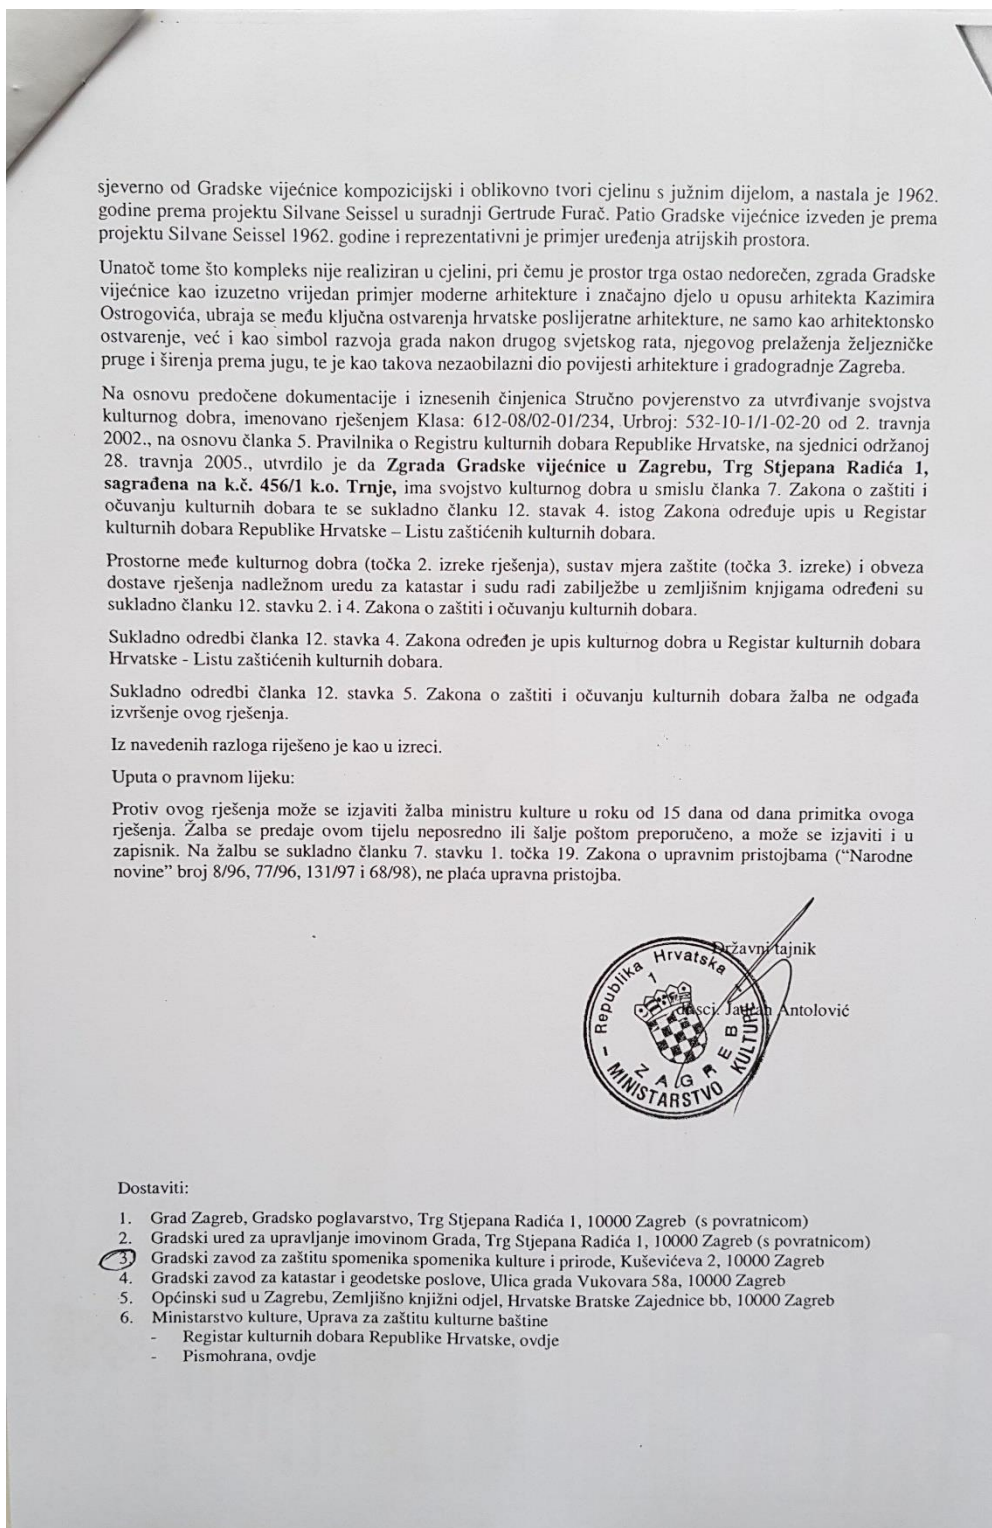 sjeverno od Gradske vijećnice kompozicijski i oblikovno tvori cjelinu s južnim dijelom, a nastala je 1962.
godine prema projektu Silvane Seissel u suradnji Gertrude Furač. Patio Gradske vijećnice izveden je prema
projektu Silvane Seissel 1962. godine i reprezentativni je primjer uređenja atrijskih prostora.
Unatoč tome što kompleks nije realiziran u cjelini, pri čemu je prostor trga ostao nedorečen, zgrada Gradske
vijećnice kao izuzetno vrijedan primjer moderne arhitekture i značajno djelo u opusu arhitekta Kazimira
Ostrogovića, ubraja se među ključna ostvarenja hrvatske poslijeratne arhitekture, ne samo kao arhitektonsko
ostvarenje, već i kao simbol razvoja grada nakon drugog svjetskog rata, njegovog prelaženja željezničke
pruge i širenja prema jugu, te je kao takova nezaobilazni dio povijesti arhitekture i gradogradnje Zagreba.
Na osnovu predočene dokumentacije i iznesenih činjenica Stručno povjerenstvo za utvrđivanje svojstva
kulturnog dobra, imenovano rješenjem Klasa: 612-08/02-01/234, Urbroj: 532-10-1/1-02-20 od 2. travnja
2002., na osnovu članka 5. Pravilnika o Registru kulturnih dobara Republike Hrvatske, na sjednici održanoj
28. travnja 2005., utvrdilo je da Zgrada Gradske vijećnice u Zagrebu, Trg Stjepana Radića 1,
sagrađena na k.č. 456/1 k.o. Trnje, ima svojstvo kulturnog dobra u smislu članka 7. Zakona o zaštiti i
očuvanju kulturnih dobara te se sukladno članku 12. stavak 4. istog Zakona određuje upis u Registar
kulturnih dobara Republike Hrvatske – Listu zaštićenih kulturnih dobara.
Prostorne međe kulturnog dobra (točka 2. izreke rješenja), sustav mjera zaštite (točka 3. izreke) i obveza
dostave rješenja nadležnom uredu za katastar i sudu radi zabilježbe u zemljišnim knjigama određeni su
sukladno članku 12. stavku 2. i 4. Zakona o zaštiti i očuvanju kulturnih dobara.
Sukladno odredbi članka 12. stavka 4. Zakona određen je upis kulturnog dobra u Registar kulturnih dobara
Hrvatske - Listu zaštićenih kulturnih dobara.
Sukladno odredbi članka 12. stavka 5. Zakona o zaštiti i očuvanju kulturnih dobara žalba ne odgađa
izvršenje ovog rješenja.
Iz navedenih razloga riješeno je kao u izreci.
Uputa o pravnom lijeku:
Protiv ovog rješenja može se izjaviti žalba ministru kulture u roku od 15 dana od dana primitka ovoga
rješenja. Žalba se predaje ovom tijelu neposredno ili šalje poštom preporučeno, a može se izjaviti i u
zapisnik. Na žalbu se sukladno članku 7. stavku 1. točka 19. Zakona o upravnim pristojbama (“Narodne
novine” broj 8/96, 77/96, 131/97 i 68/98), ne plaća upravna pristojba.
Državni tajnik
Antolović
Republika Hrvatska
1
ZAGREB
MINISTARSTVO KULTURE
Dostaviti:
1. Grad Zagreb, Gradsko poglavarstvo, Trg Stjepana Radića 1, 10000 Zagreb (s povratnicom)
2. Gradski ured za upravljanje imovinom Grada, Trg Stjepana Radića 1, 10000 Zagreb (s povratnicom)
3. Gradski zavod za zaštitu spomenika spomenika kulture i prirode, Kuševićeva 2, 10000 Zagreb
4. Gradski zavod za katastar i geodetske poslove, Ulica grada Vukovara 58a, 10000 Zagreb
5. Općinski sud u Zagrebu, Zemljišno knjižni odjel, Hrvatske Bratske Zajednice bb, 10000 Zagreb
6. Ministarstvo kulture, Uprava za zaštitu kulturne baštine
- Registar kulturnih dobara Republike Hrvatske, ovdje
- Pismohrana, ovdje